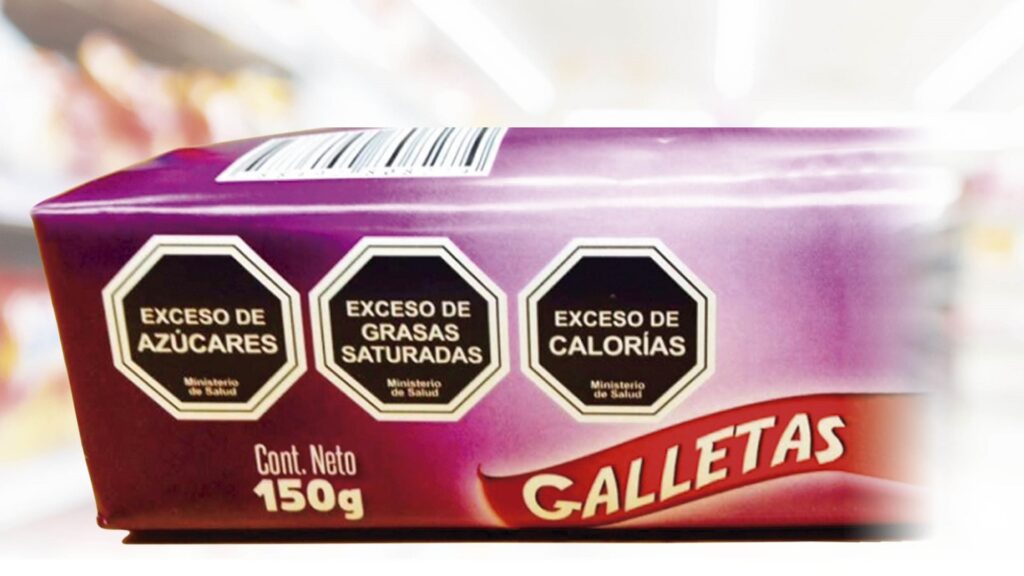 EXCESO DE
AZÚCARES
Ministerio
de Salud
EXCESO DE
GRASAS
SATURADAS
Ministerio
de Salud
EXCESO DE
CALORÍAS
Ministerio
de Salud
Cont. Neto
150g
GALLETAS